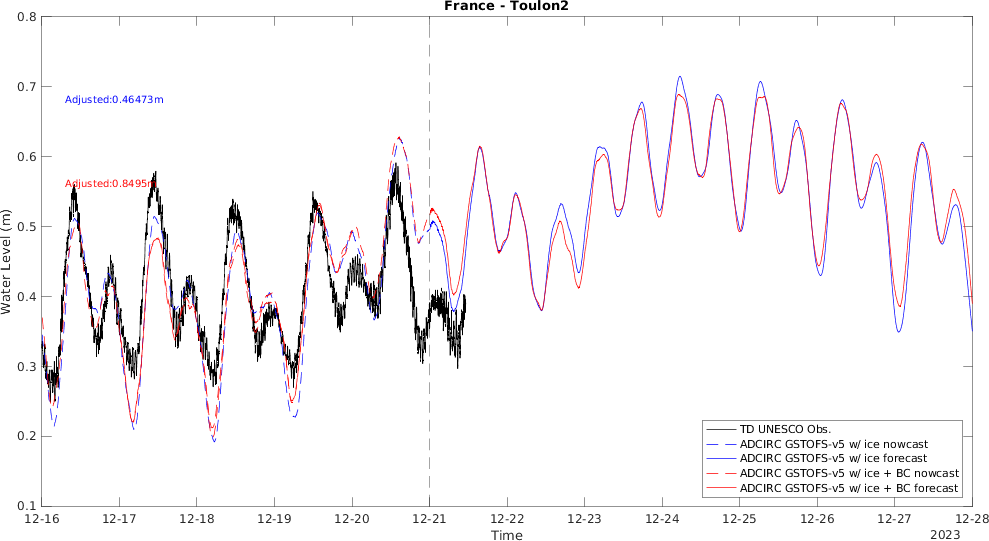 France - Toulon2
0.8
0.7
0.6
0.5
0.4
0.3
0.2
0.1
Water Level (m)
Adjusted:0.46473m
Adjusted:0.8495m
TD UNESCO Obs.
ADCIRC GSTOFS-v5 w/ ice nowcast
ADCIRC GSTOFS-v5 w/ ice forecast
ADCIRC GSTOFS-v5 w/ ice + BC nowcast
ADCIRC GSTOFS-v5 w/ ice + BC forecast
12-16 12-17 12-18 12-19 12-20 12-21 12-22 12-23 12-24 12-25 12-26 12-27 12-28
Time
2023